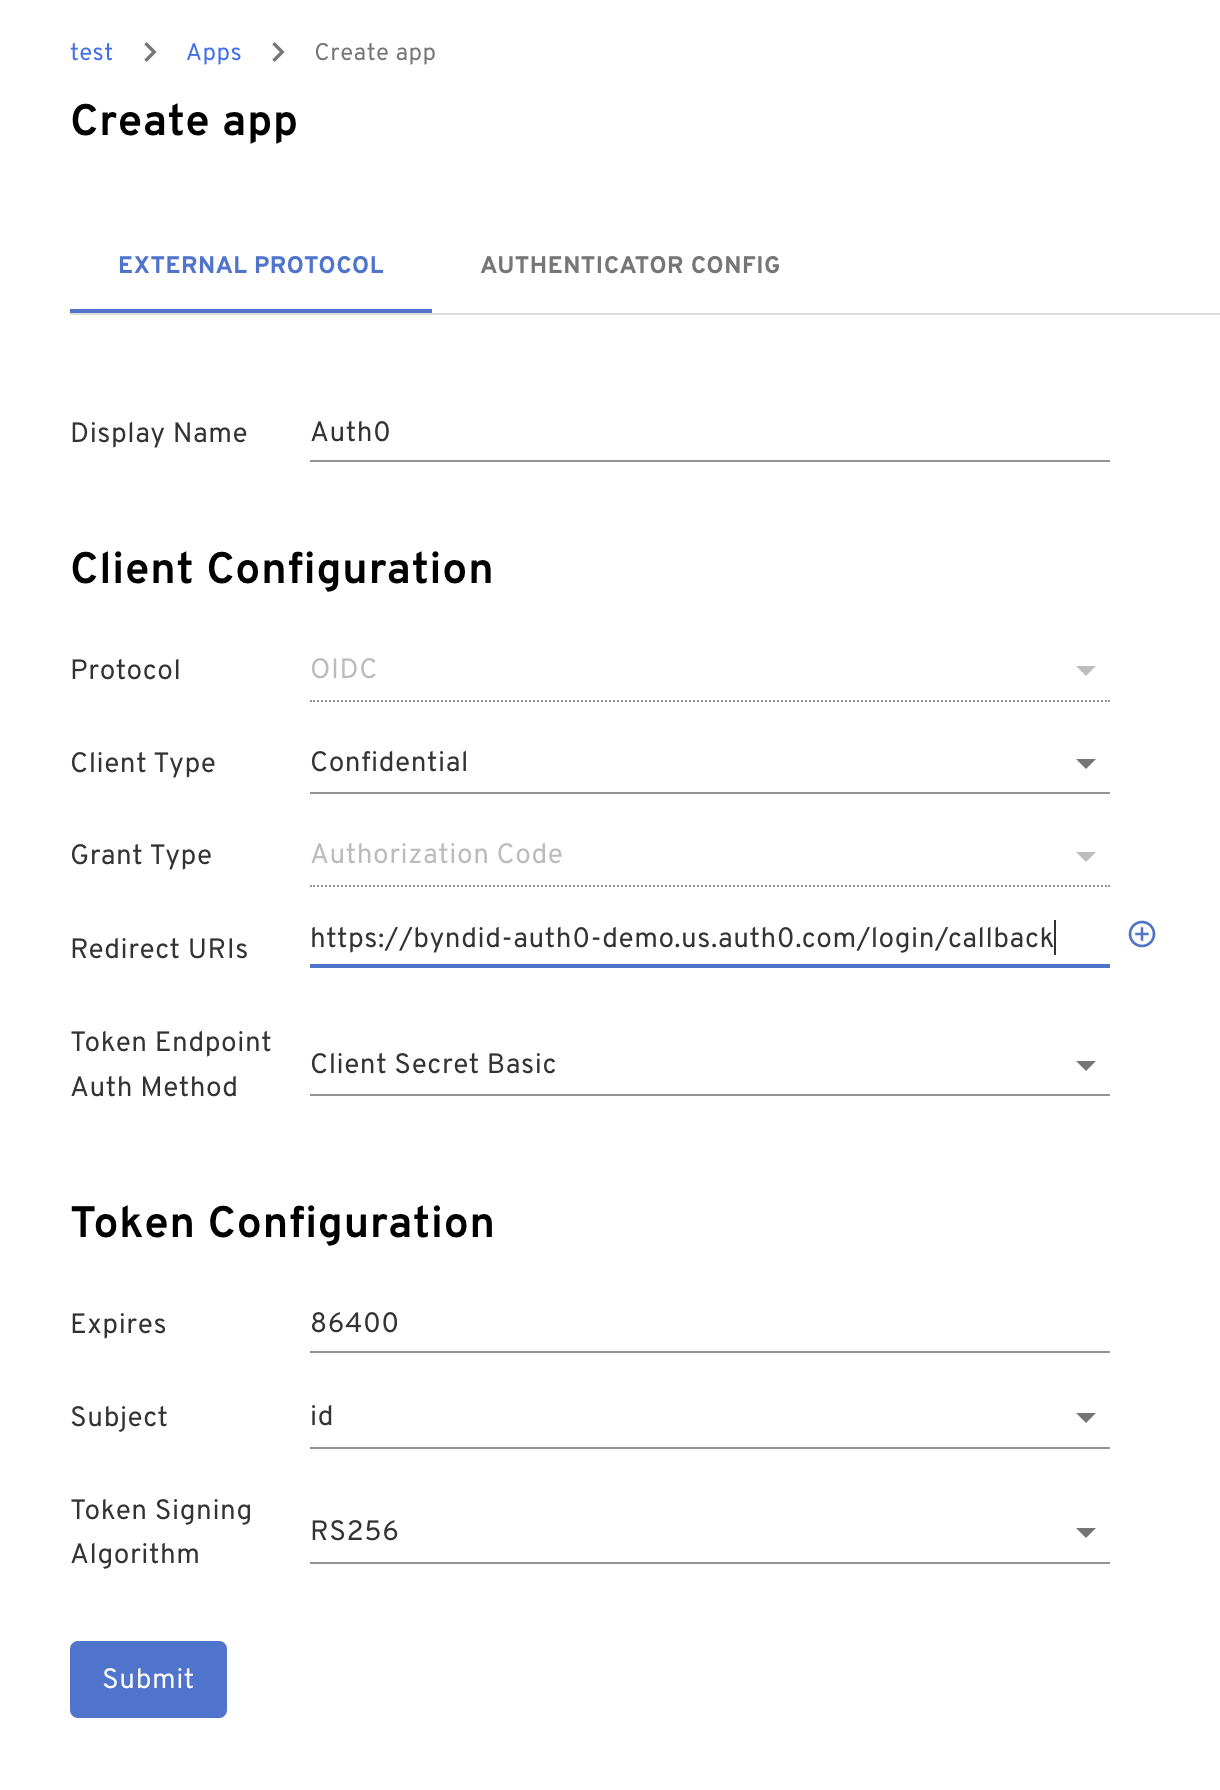 test > Apps > Create app
Create app
EXTERNAL PROTOCOL AUTHENTICATOR CONFIG
Display Name Auth0
Client Configuration
Protocol OIDC
Client Type Confidential
Grant Type Authorization Code
Redirect URIs https://byndid-auth0-demo.us.auth0.com/login/callback
Token Endpoint
Auth Method Client Secret Basic
Token Configuration
Expires 86400
Subject id
Token Signing
Algorithm RS256
Submit